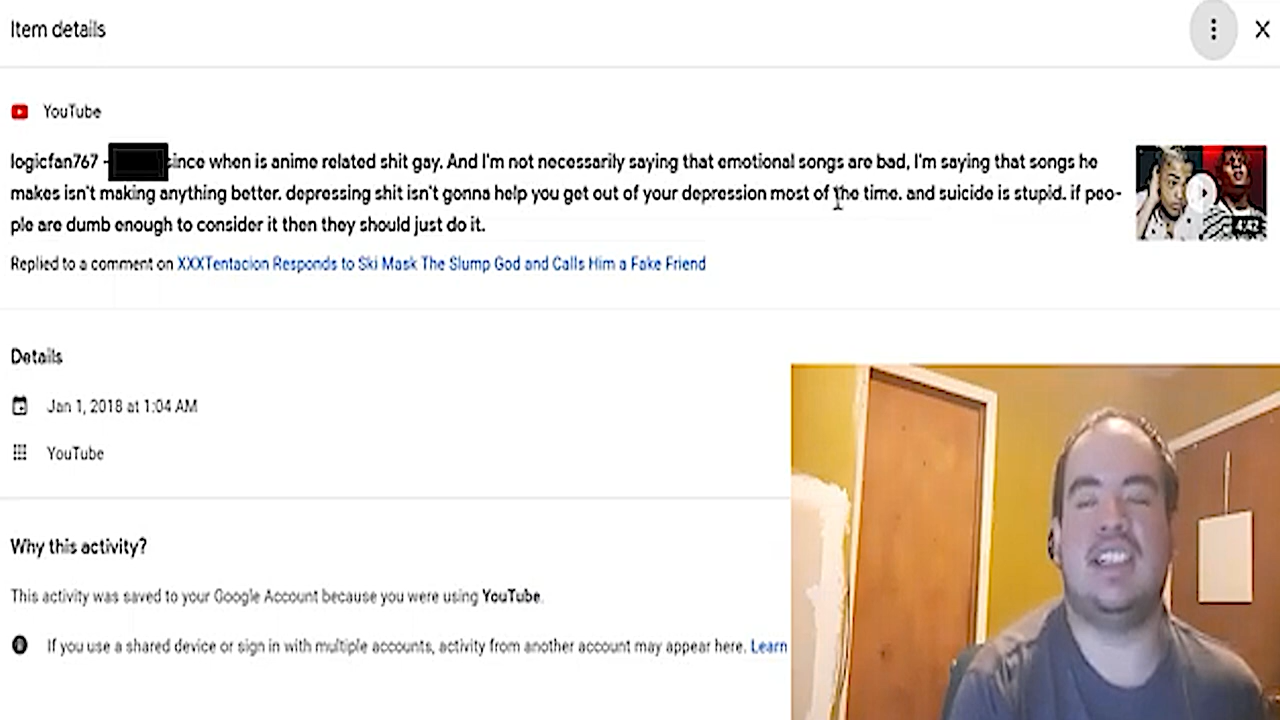 Item details
YouTube
logicfan767 - since when is anime related shit gay. And I'm not necessarily saying that emotional songs are bad, I'm saying that songs he
makes isn't making anything better. depressing shit isn't gonna help you get out of your depression most of the time. and suicide is stupid. if peo-
ple are dumb enough to consider it then they should just do it.
Replied to a comment on XXXTentacion Responds to Ski Mask The Slump God and Calls Him a Fake Friend
Details
Jan 1, 2018 at 1:04 AM
YouTube
Why this activity?
This activity was saved to your Google Account because you were using YouTube.
If you use a shared device or sign in with multiple accounts, activity from another account may appear here. Learn